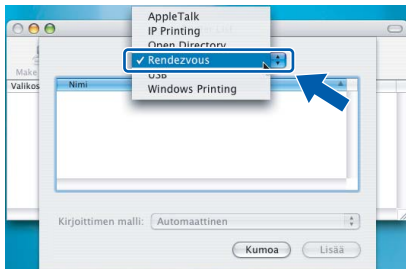 AppleTalk
IP Printing
Open Directory
✓ Rendezvous
USB
Windows Printing
Make
Valikos
Nimi
Kirjoittimen malli: Automaattinen
Kumoa
Lisää